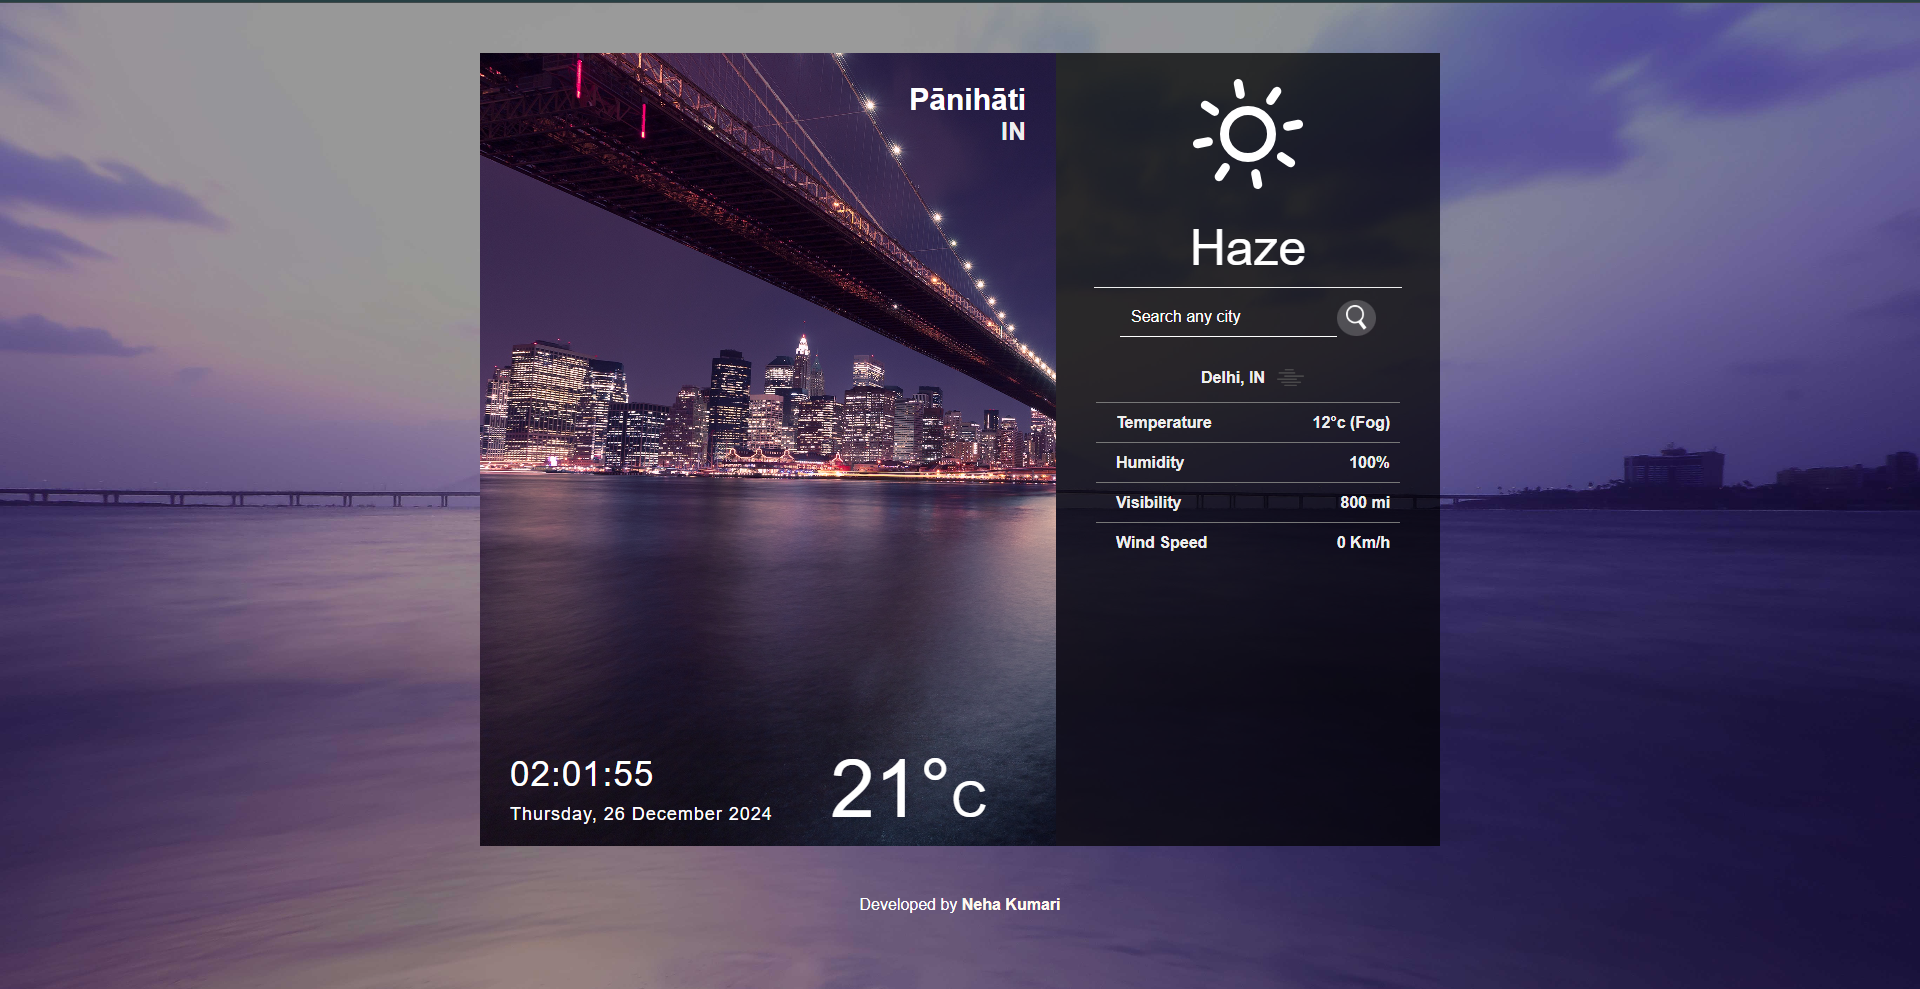 Pānihāti
IN
02:01:55
Thursday, 26 December 2024
21°c
Haze
Search any city
Delhi, IN
Temperature 12°c (Fog)
Humidity 100%
Visibility 800 mi
Wind Speed 0 Km/h
Developed by Neha Kumari